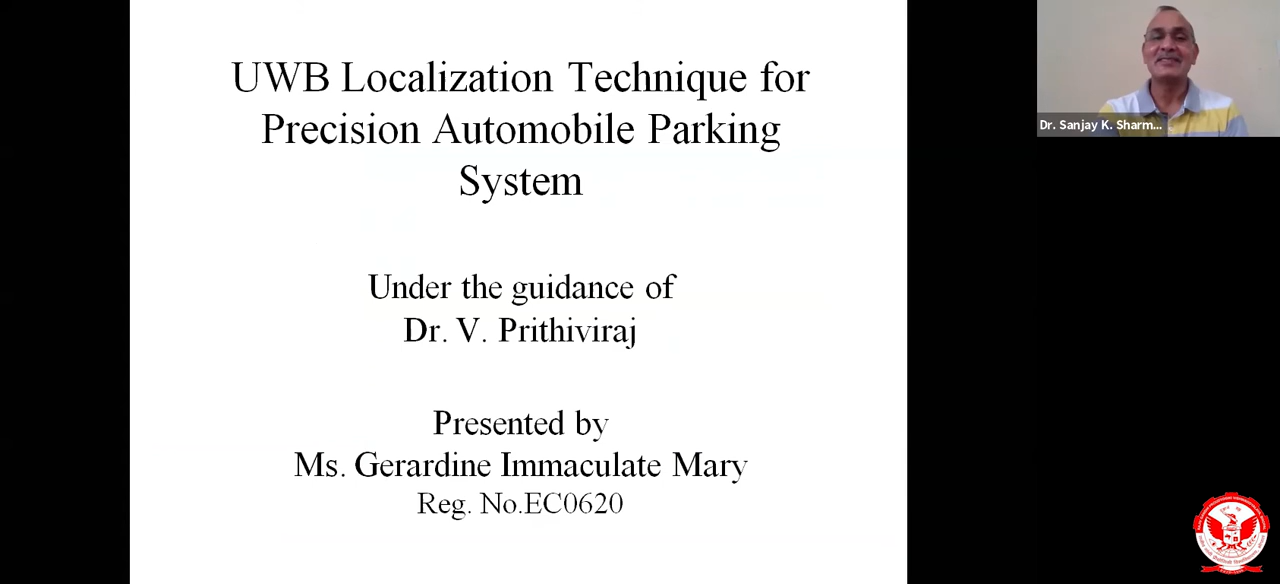 UWB Localization Technique for
Precision Automobile Parking
System
Under the guidance of
Dr. V. Prithiviraj
Presented by
Ms. Gerardine Immaculate Mary
Reg. No.EC0620
Dr. Sanjay K. Sharm...